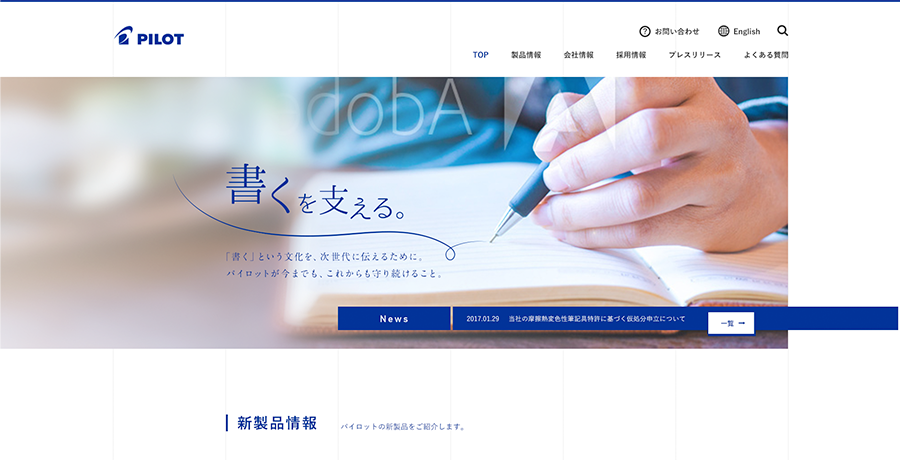 PILOT
お問い合わせ English
TOP 製品情報 会社情報 採用情報 プレスリリース よくある質問
Adobe
書くを支える。
「書く」という文化を、次世代に伝えるために。
パイロットが今までも、これからも守り続けること。
News 2017.01.29 当社の摩擦熱変色性筆記具特許に基づく仮処分申立について 一覧
新製品情報 パイロットの新製品をご紹介します。